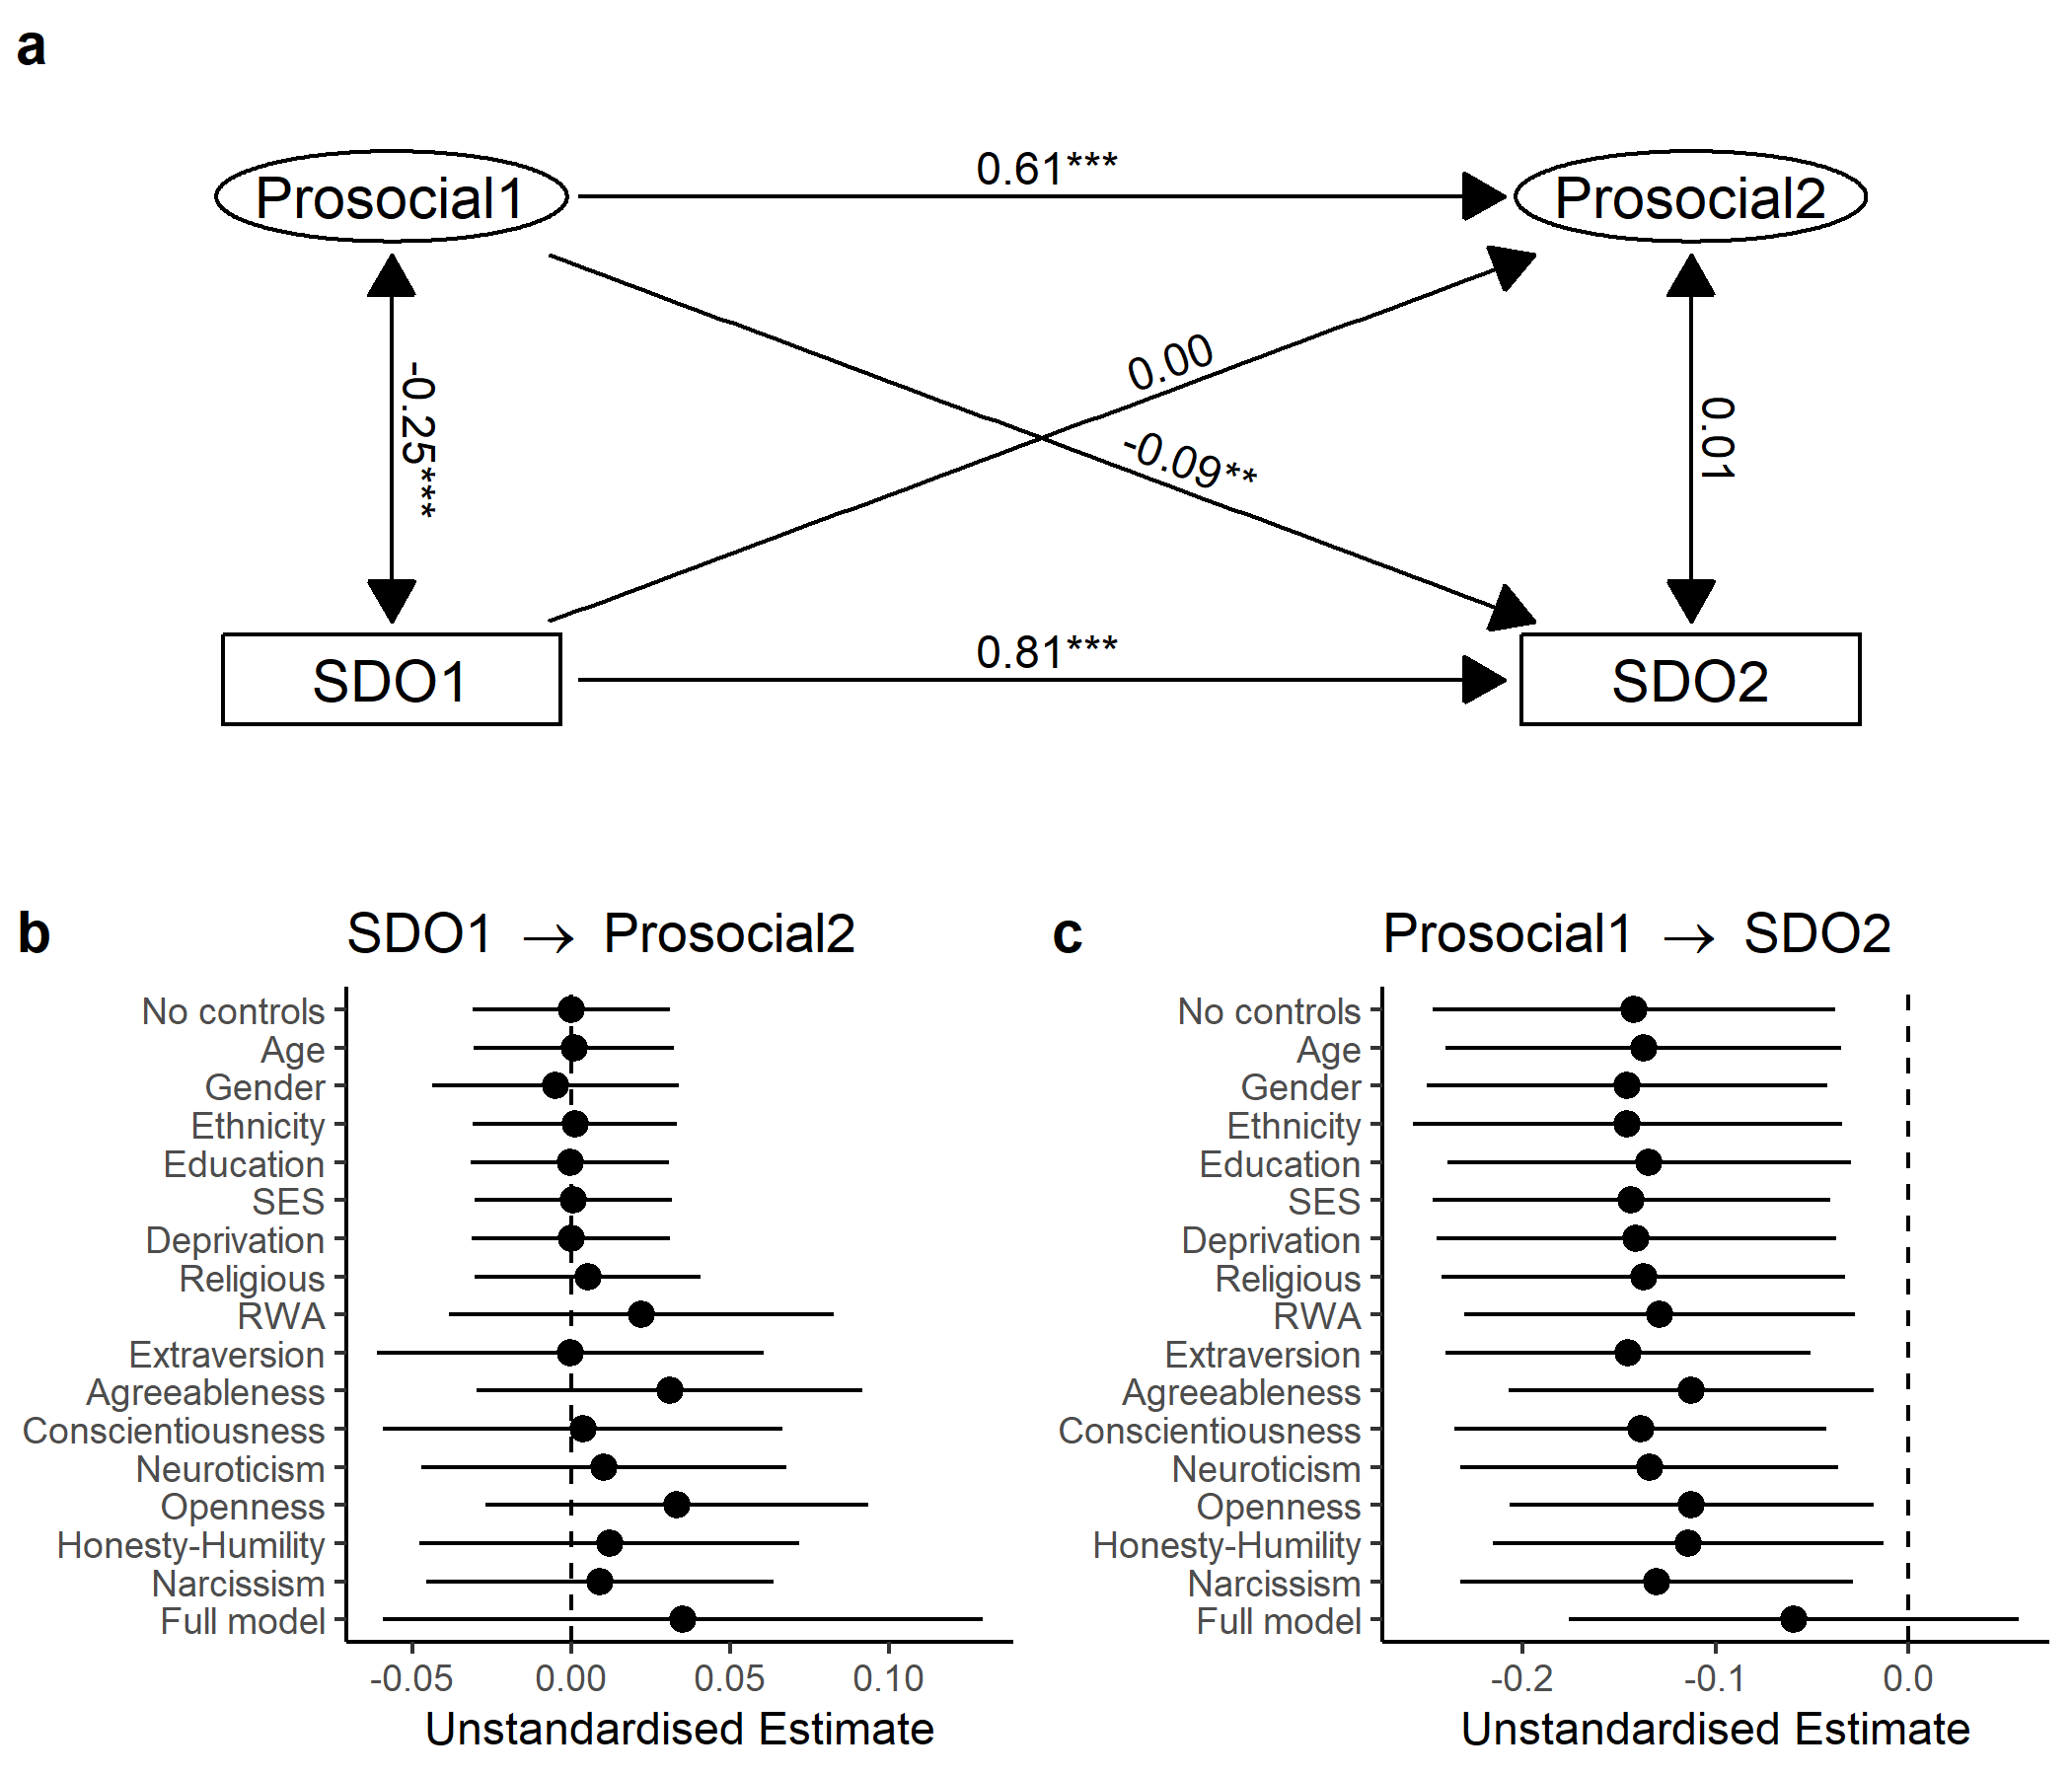 a
0.61***
Prosocial1
Prosocial2
-0.25***
0.00
-0.09**
0.01
0.81***
SDO1
SDO2
b
SDO1 → Prosocial2
No controls
Age
Gender
Ethnicity
Education
SES
Deprivation
Religious
RWA
Extraversion
Agreeableness
Conscientiousness
Neuroticism
Openness
Honesty-Humility
Narcissism
Full model
-0.05 0.00 0.05 0.10
Unstandardised Estimate
c
Prosocial1 → SDO2
No controls
Age
Gender
Ethnicity
Education
SES
Deprivation
Religious
RWA
Extraversion
Agreeableness
Conscientiousness
Neuroticism
Openness
Honesty-Humility
Narcissism
Full model
-0.2 -0.1 0.0
Unstandardised Estimate